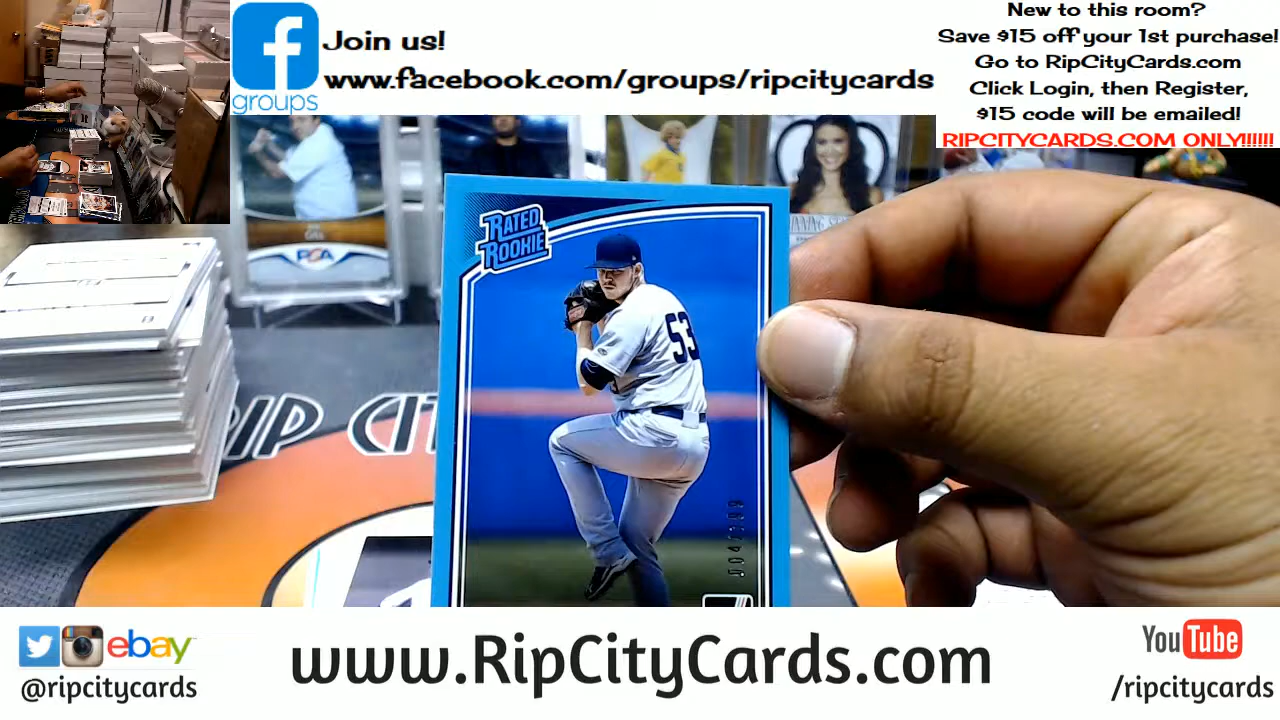 Join us!
www.facebook.com/groups/ripcitycards
groups
New to this room?
Save $15 off your 1st purchase!
Go to RipCityCards.com
Click Login, then Register,
$15 code will be emailed!
RIPCITYCARDS.COM ONLY!!!!!!
PSA
RATED
ROOKIE
53
RIP CIT
ebay
@ripcitycards
www.RipCityCards.com
YouTube
/ripcitycards